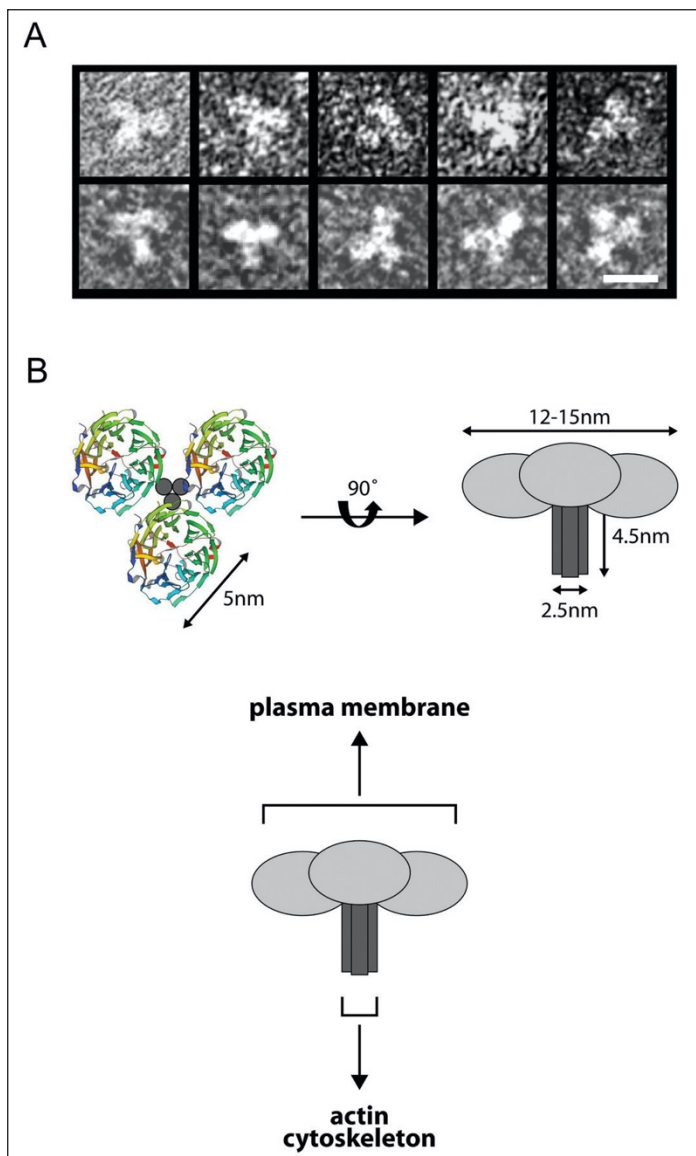 A
B
5nm
90°
12-15nm
4.5nm
2.5nm
plasma membrane
actin
cytoskeleton